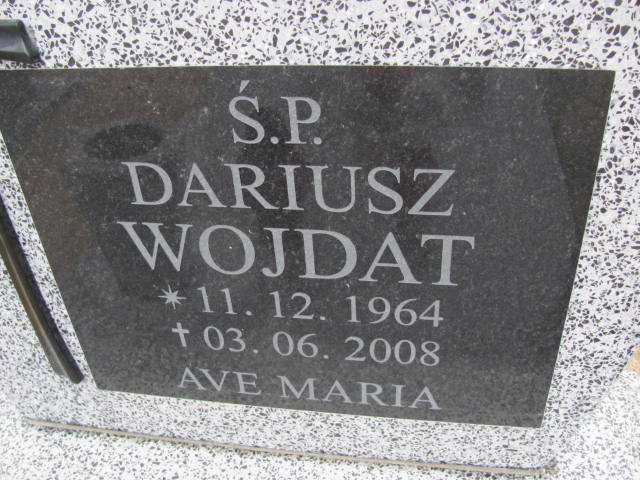 Ś.P.
DARIUSZ
WOJDAT
* 11. 12. 1964
† 03. 06. 2008
AVE MARIA